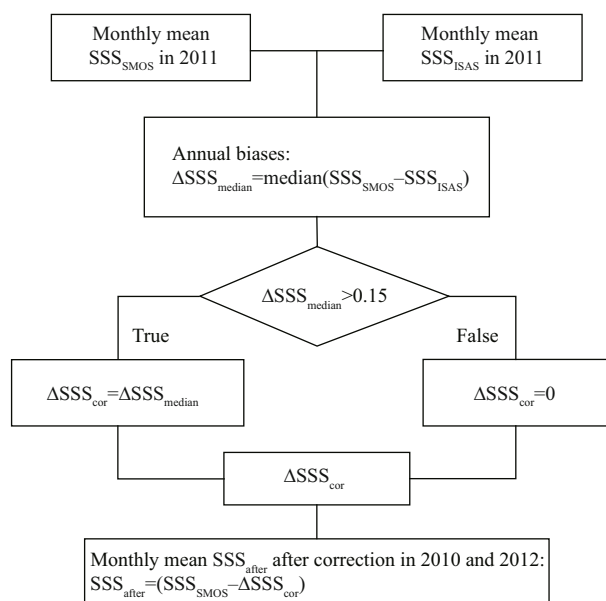 Monthly mean
SSS_SMOS in 2011
Monthly mean
SSS_ISAS in 2011
Annual biases:
ΔSSS_median=median(SSS_SMOS–SSS_ISAS)
ΔSSS_median>0.15
True
False
ΔSSS_cor=ΔSSS_median
ΔSSS_cor=0
ΔSSS_cor
Monthly mean SSS_after after correction in 2010 and 2012:
SSS_after=(SSS_SMOS–ΔSSS_cor)